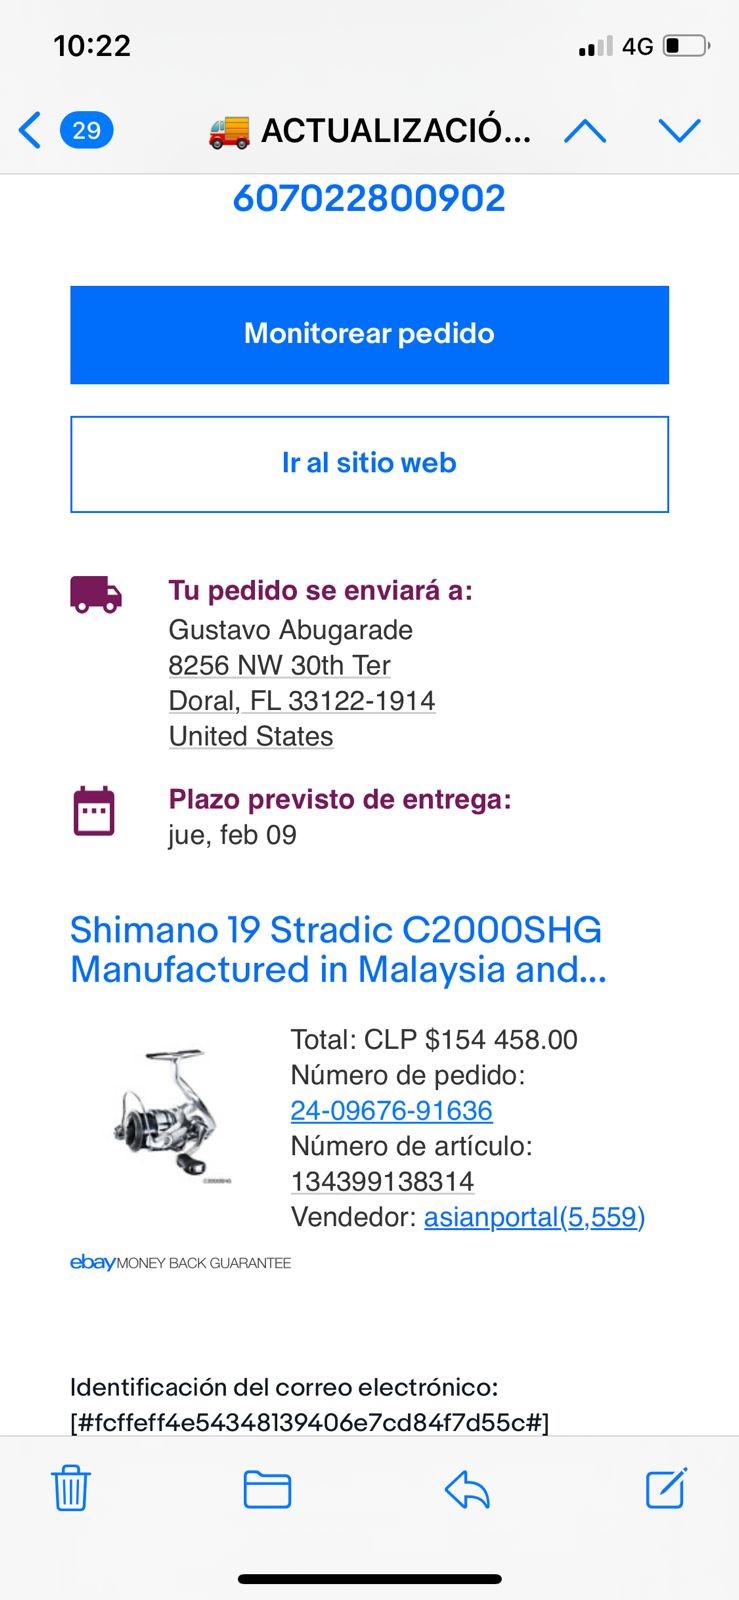 10:22
4G
29
🚚 ACTUALIZACIÓ...
607022800902
Monitorear pedido
Ir al sitio web
Tu pedido se enviará a:
Gustavo Abugarade
8256 NW 30th Ter
Doral, FL 33122-1914
United States
Plazo previsto de entrega:
jue, feb 09
Shimano 19 Stradic C2000SHG
Manufactured in Malaysia and...
Total: CLP $154 458.00
Número de pedido:
24-09676-91636
Número de artículo:
134399138314
Vendedor: asianportal(5,559)
C2000SHG
ebay MONEY BACK GUARANTEE
Identificación del correo electrónico:
[#fcffeff4e54348139406e7cd84f7d55c#]